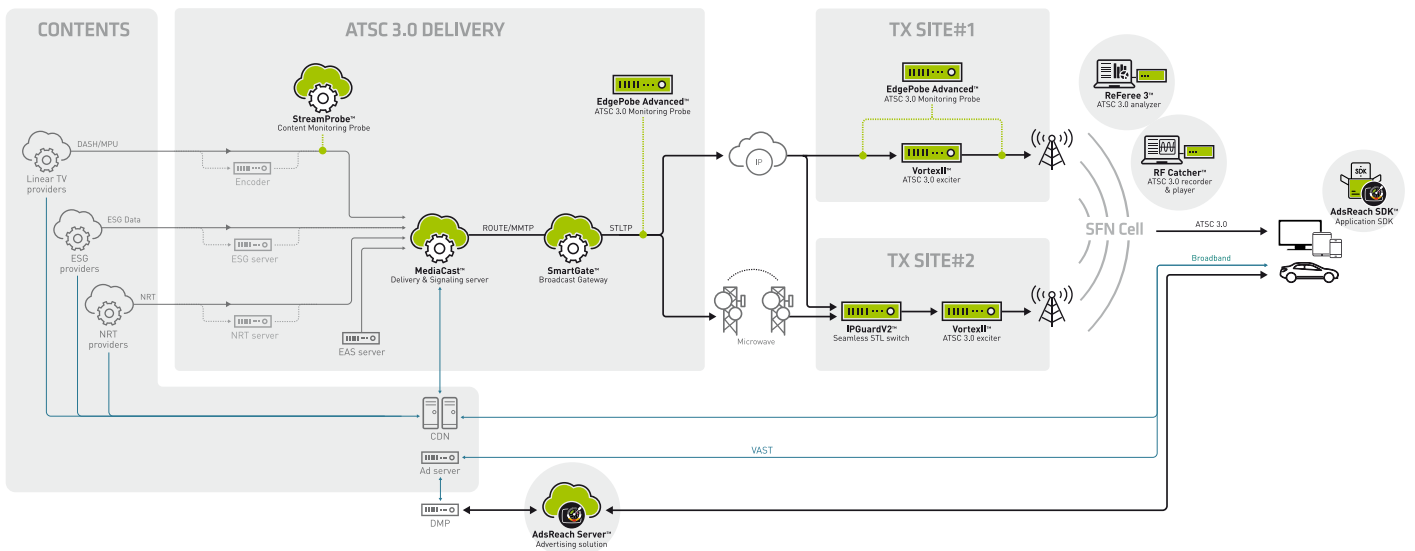 CONTENTS
ATSC 3.0 DELIVERY
TX SITE#1
StreamProbe™
Content Monitoring Probe
EdgePobe Advanced™
ATSC 3.0 Monitoring Probe
EdgePobe Advanced™
ATSC 3.0 Monitoring Probe
ReFeree 3™
ATSC 3.0 analyzer
DASH/MPU
Linear TV
providers
Encoder
IP
VortexII™
ATSC 3.0 exciter
RF Catcher™
ATSC 3.0 recorder
& player
SDK
AdsReach SDK™
Application SDK
ESG Data
ESG
providers
ESG server
ROUTE/MMTP
STLTP
MediaCast™
Delivery & Signaling server
SmartGate™
Broadcast Gateway
SFN Cell
ATSC 3.0
Broadband
TX SITE#2
NRT
NRT
providers
NRT server
EAS server
Microwave
IPGuardV2™
Seamless STL switch
VortexII™
ATSC 3.0 exciter
CDN
VAST
Ad server
DMP
AdsReach Server™
Advertising solution